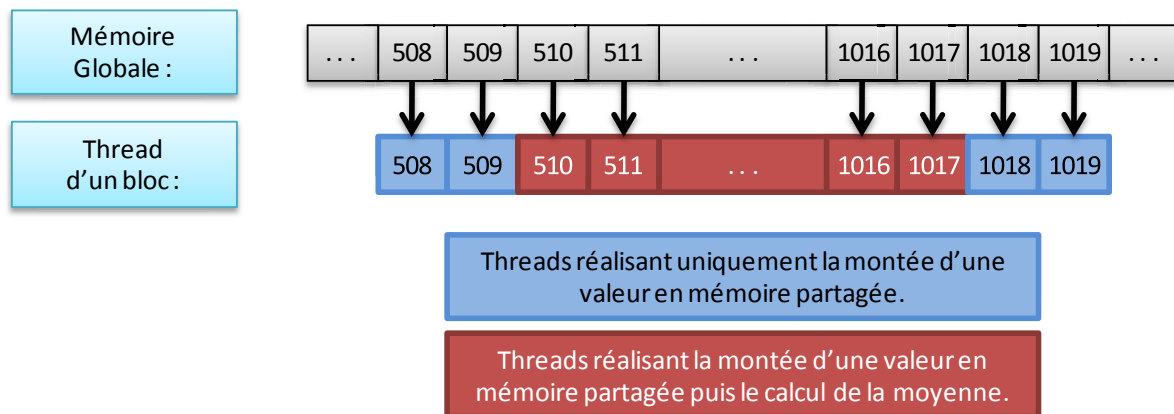 Mémoire
Globale :
... 508 509 510 511 ... 1016 1017 1018 1019 ...
Thread
d'un bloc :
508 509 510 511 ... 1016 1017 1018 1019
Threads réalisant uniquement la montée d'une
valeur en mémoire partagée.
Threads réalisant la montée d'une valeur en
mémoire partagée puis le calcul de la moyenne.